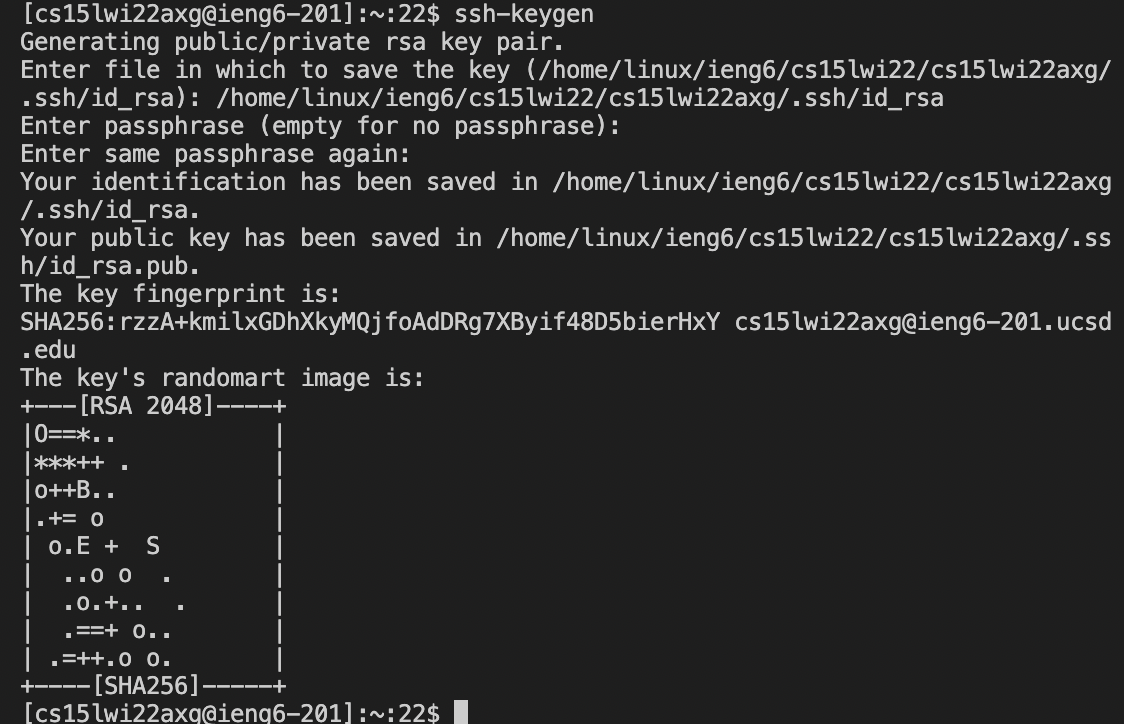 [cs15lwi22axg@ieng6-201]:~:22$ ssh-keygen
Generating public/private rsa key pair.
Enter file in which to save the key (/home/linux/ieng6/cs15lwi22/cs15lwi22axg/
.ssh/id_rsa): /home/linux/ieng6/cs15lwi22/cs15lwi22axg/.ssh/id_rsa
Enter passphrase (empty for no passphrase):
Enter same passphrase again:
Your identification has been saved in /home/linux/ieng6/cs15lwi22/cs15lwi22axg
/.ssh/id_rsa.
Your public key has been saved in /home/linux/ieng6/cs15lwi22/cs15lwi22axg/.ss
h/id_rsa.pub.
The key fingerprint is:
SHA256:rzzA+kmilxGDhXkyMQjfoAdDRg7XByif48D5bierHxY cs15lwi22axg@ieng6-201.ucsd
.edu
The key's randomart image is:
+---[RSA 2048]----+
|O==*..           |
|***++ .          |
|o++B..           |
|.+= o            |
| o.E +  S        |
|  ..o o  .       |
|  .o.+..  .      |
|  .==+ o..       |
| .=++.o o.       |
+----[SHA256]-----+
[cs15lwi22axg@ieng6-201]:~:22$